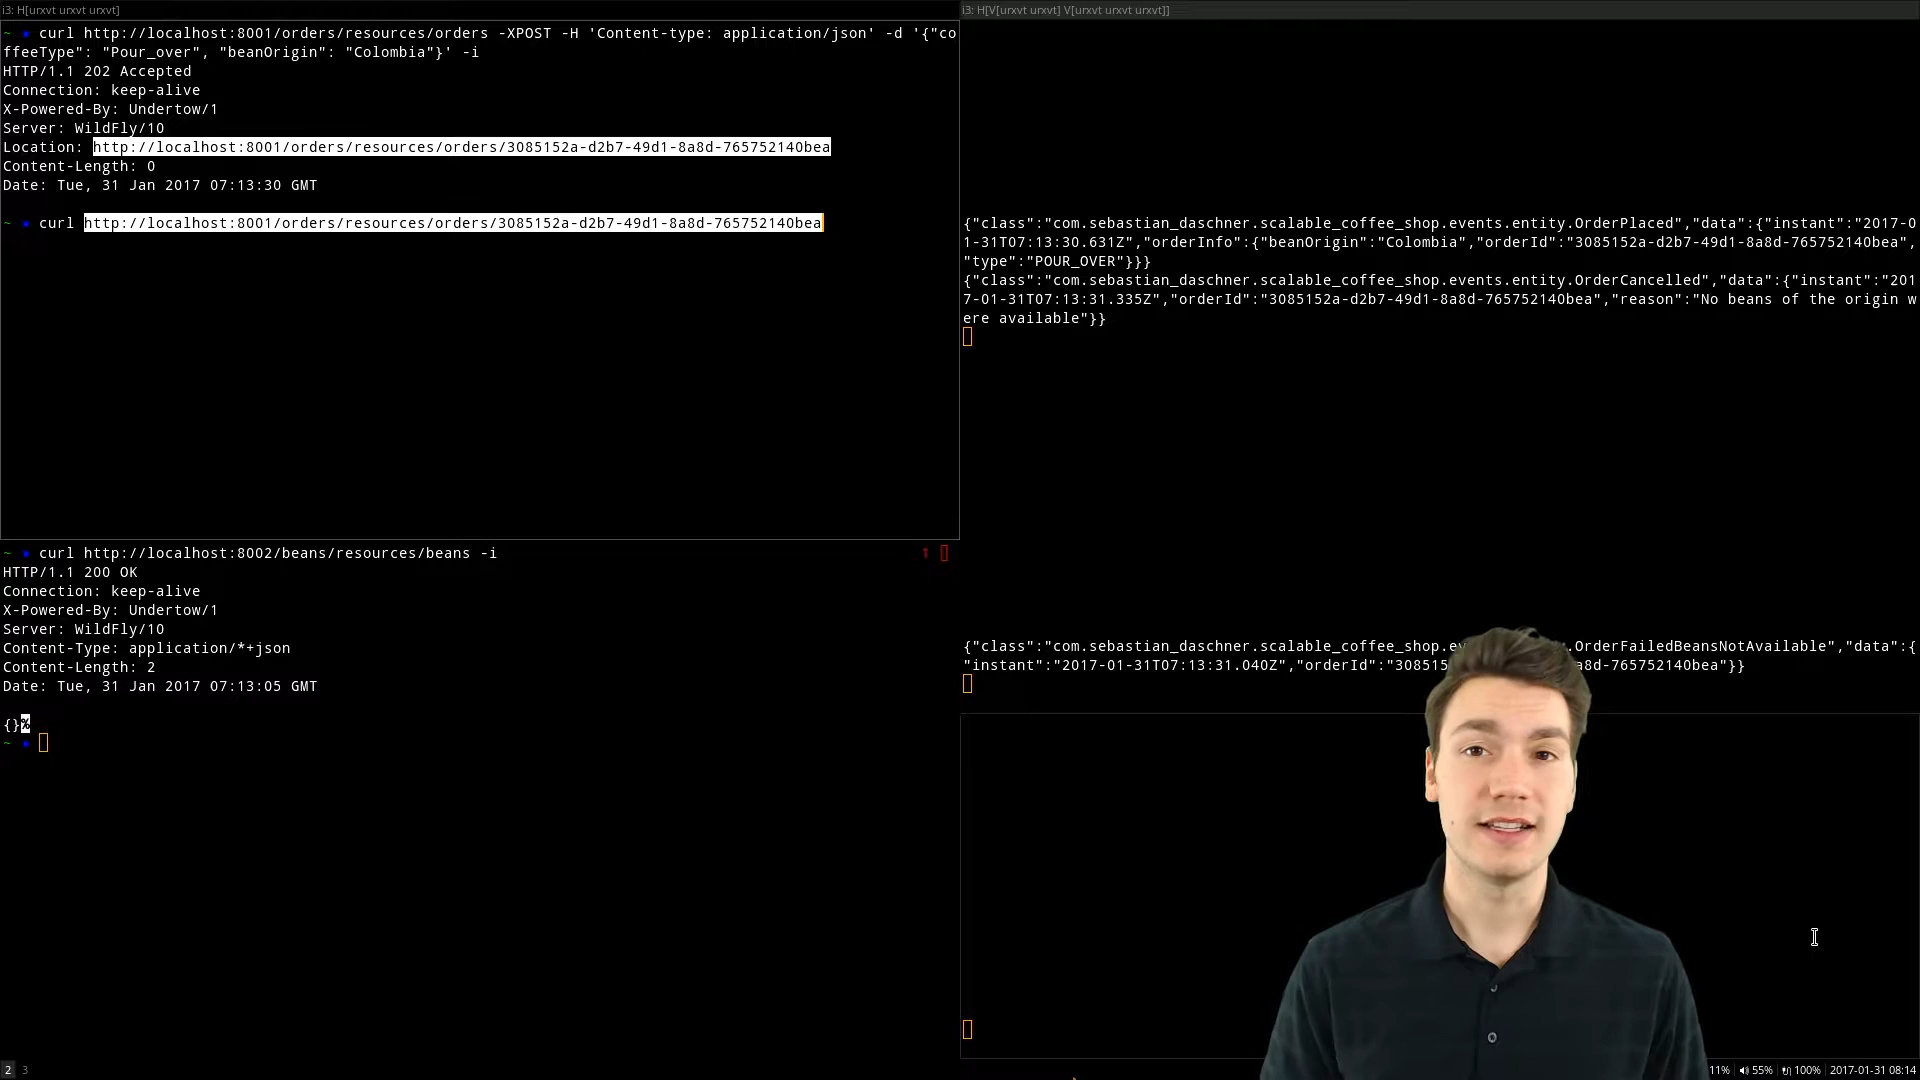 i3: H[urxvt urxvt urxvt]
~ ▪ curl http://localhost:8001/orders/resources/orders -XPOST -H 'Content-type: application/json' -d '{"co
ffeeType": "Pour_over", "beanOrigin": "Colombia"}' -i
HTTP/1.1 202 Accepted
Connection: keep-alive
X-Powered-By: Undertow/1
Server: WildFly/10
Location: http://localhost:8001/orders/resources/orders/3085152a-d2b7-49d1-8a8d-765752140bea
Content-Length: 0
Date: Tue, 31 Jan 2017 07:13:30 GMT
~ ▪ curl http://localhost:8001/orders/resources/orders/3085152a-d2b7-49d1-8a8d-765752140bea
~ ▪ curl http://localhost:8002/beans/resources/beans -i
HTTP/1.1 200 OK
Connection: keep-alive
X-Powered-By: Undertow/1
Server: WildFly/10
Content-Type: application/*+json
Content-Length: 2
Date: Tue, 31 Jan 2017 07:13:05 GMT
{}%
~ ▪
2 3
i3: H[V[urxvt urxvt] V[urxvt urxvt urxvt]]
{"class":"com.sebastian_daschner.scalable_coffee_shop.events.entity.OrderPlaced","data":{"instant":"2017-0
1-31T07:13:30.631Z","orderInfo":{"beanOrigin":"Colombia","orderId":"3085152a-d2b7-49d1-8a8d-765752140bea",
"type":"POUR_OVER"}}}
{"class":"com.sebastian_daschner.scalable_coffee_shop.events.entity.OrderCancelled","data":{"instant":"201
7-01-31T07:13:31.335Z","orderId":"3085152a-d2b7-49d1-8a8d-765752140bea","reason":"No beans of the origin w
ere available"}}
{"class":"com.sebastian_daschner.scalable_coffee_shop.ev .OrderFailedBeansNotAvailable","data":{
"instant":"2017-01-31T07:13:31.040Z","orderId":"308515 a8d-765752140bea"}}
11% 55% 100% 2017-01-31 08:14